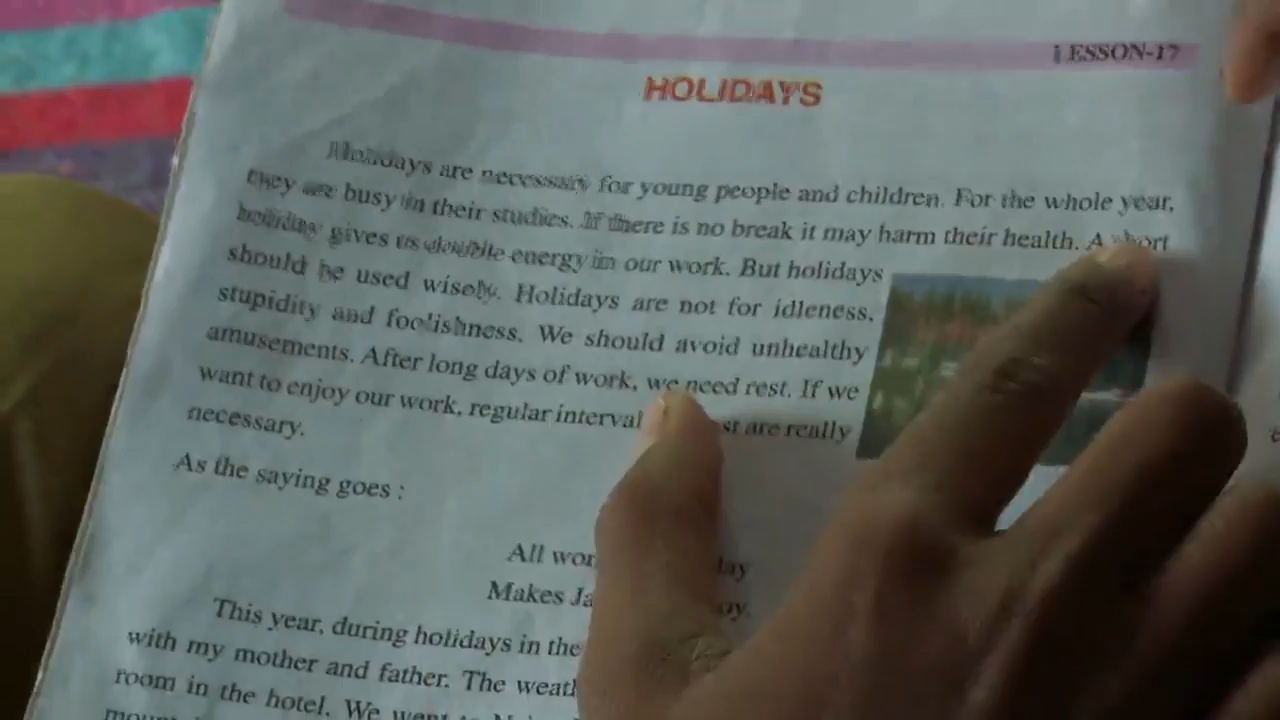 LESSON-17
HOLIDAYS
Holidays are necessary for young people and children. For the whole year,
they are busy in their studies. If there is no break it may harm their health. A short
holiday gives us double energy in our work. But holidays
should be used wisely. Holidays are not for idleness,
stupidity and foolishness. We should avoid unhealthy
amusements. After long days of work, we need rest. If we
want to enjoy our work, regular interval are really
necessary.
As the saying goes :
All
Makes
This year, during holidays in the
with my mother and father. The
room in the hotel. We went